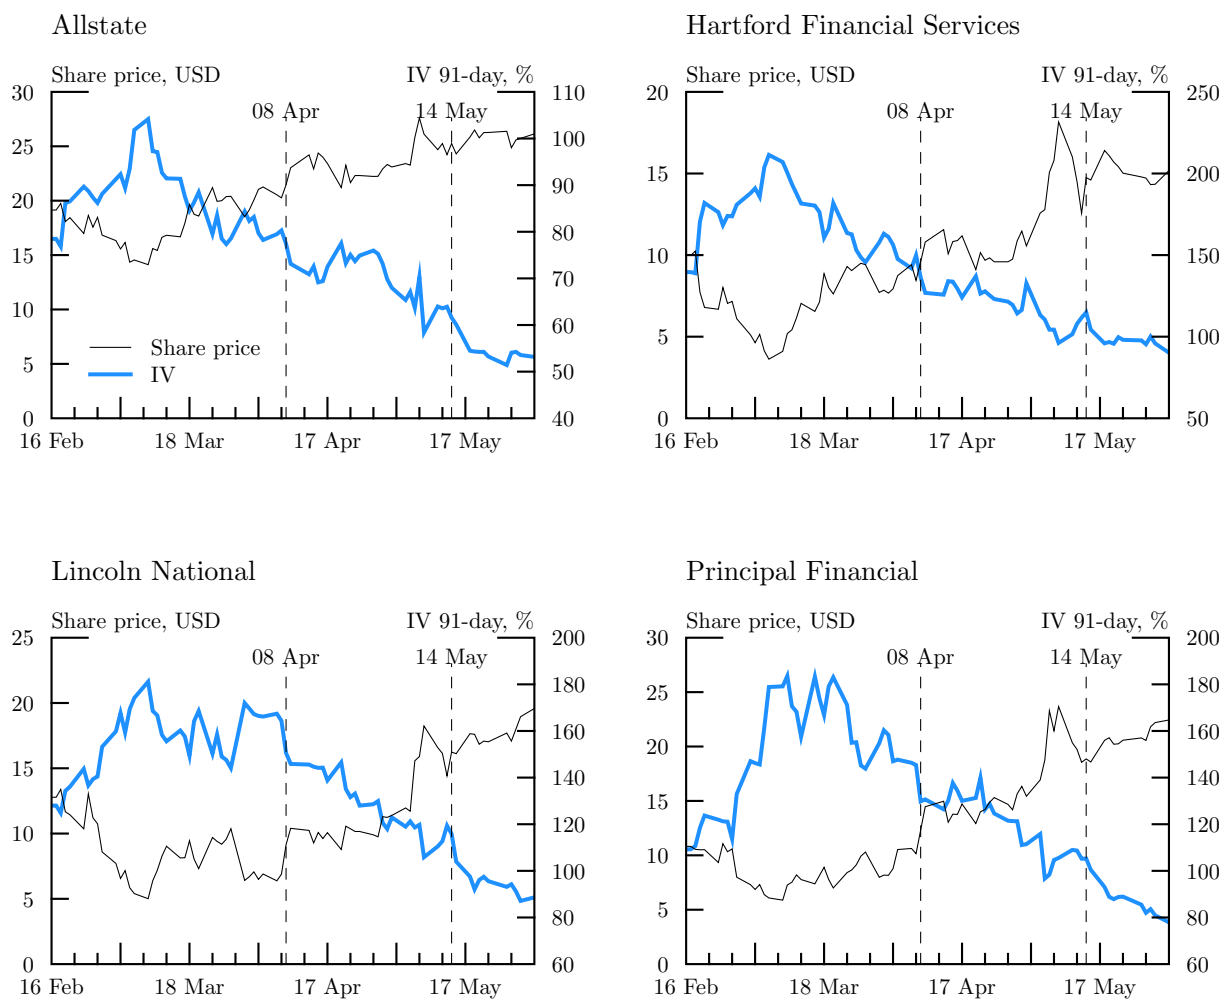 Allstate
Share price, USD
IV 91-day, %
08 Apr
14 May
30
25
20
15
10
5
0
110
100
90
80
70
60
50
40
Share price
IV
16 Feb
18 Mar
17 Apr
17 May
Hartford Financial Services
Share price, USD
IV 91-day, %
08 Apr
14 May
20
15
10
5
0
250
200
150
100
50
16 Feb
18 Mar
17 Apr
17 May
Lincoln National
Share price, USD
IV 91-day, %
08 Apr
14 May
25
20
15
10
5
0
200
180
160
140
120
100
80
60
16 Feb
18 Mar
17 Apr
17 May
Principal Financial
Share price, USD
IV 91-day, %
08 Apr
14 May
30
25
20
15
10
5
0
200
180
160
140
120
100
80
60
16 Feb
18 Mar
17 Apr
17 May